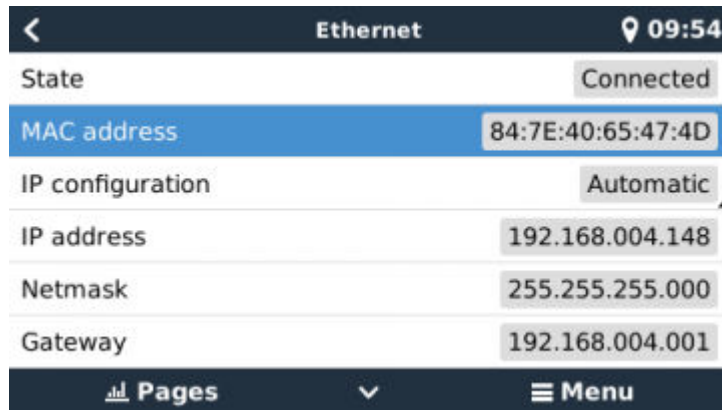 Ethernet 09:54
State Connected
MAC address 84:7E:40:65:47:4D
IP configuration Automatic
IP address 192.168.004.148
Netmask 255.255.255.000
Gateway 192.168.004.001
Pages Menu